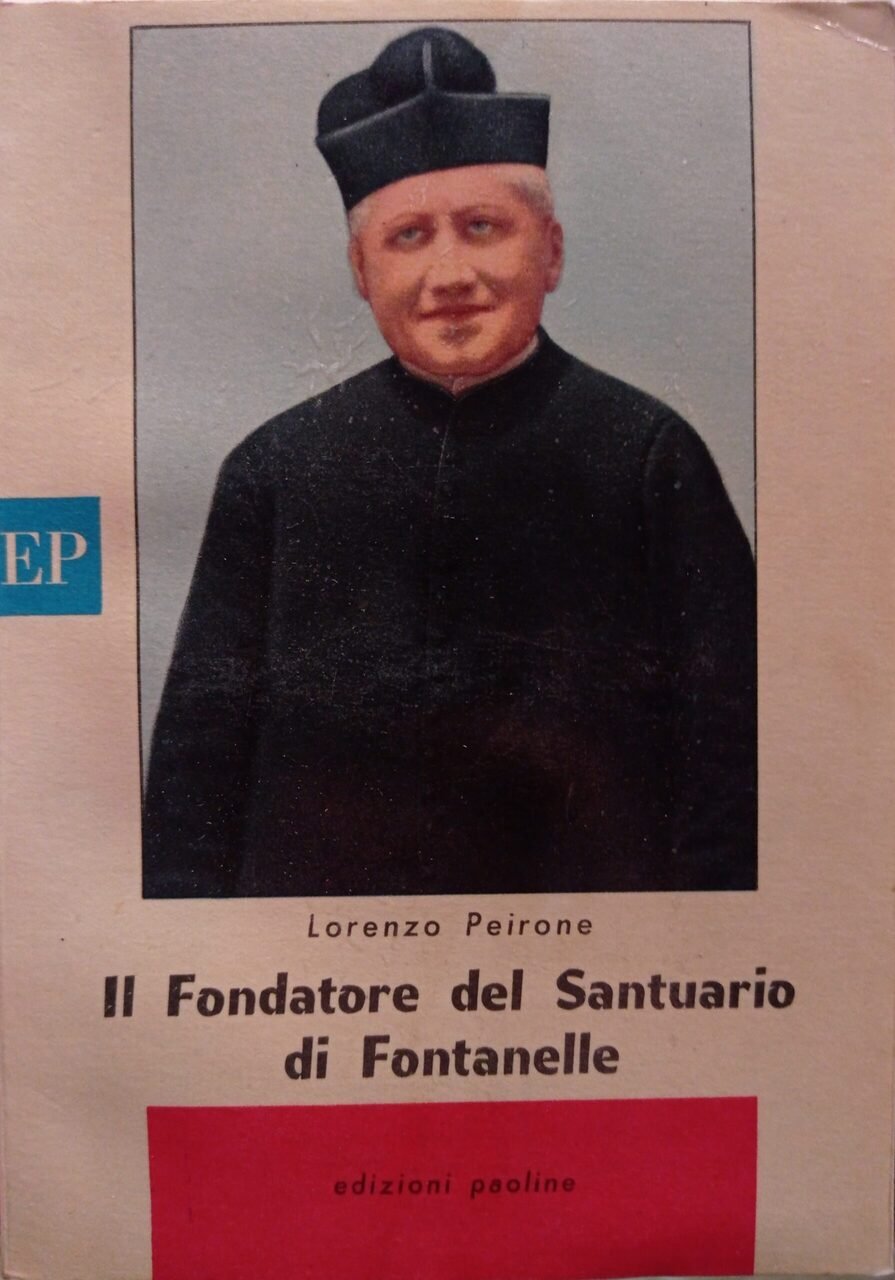 EP
Lorenzo Peirone
Il Fondatore del Santuario
di Fontanelle
edizioni paoline